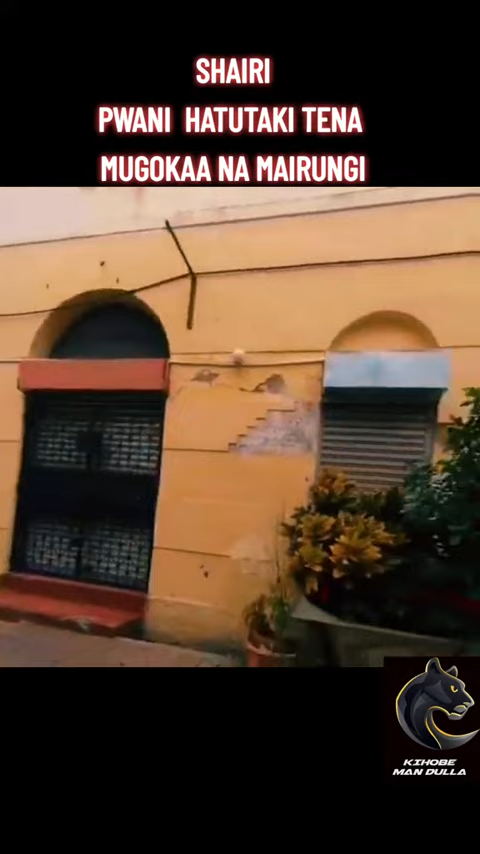 SHAIRI
PWANI HATUTAKI TENA
MUGOKAA NA MAIRUNGI
KIHOBE
MAN DULLA